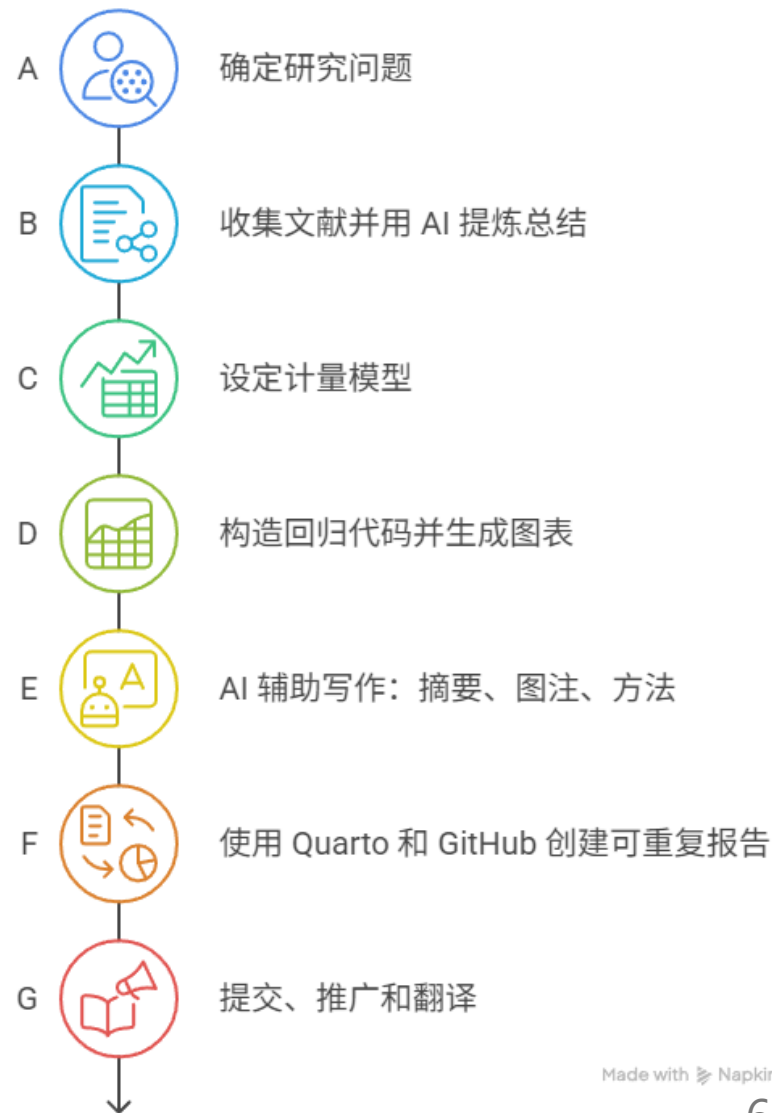 A 确定研究问题
B 收集文献并用 AI 提炼总结
C 设定计量模型
D 构造回归代码并生成图表
E AI 辅助写作：摘要、图注、方法
A
F 使用 Quarto 和 GitHub 创建可重复报告
G 提交、推广和翻译
Made with Napkin